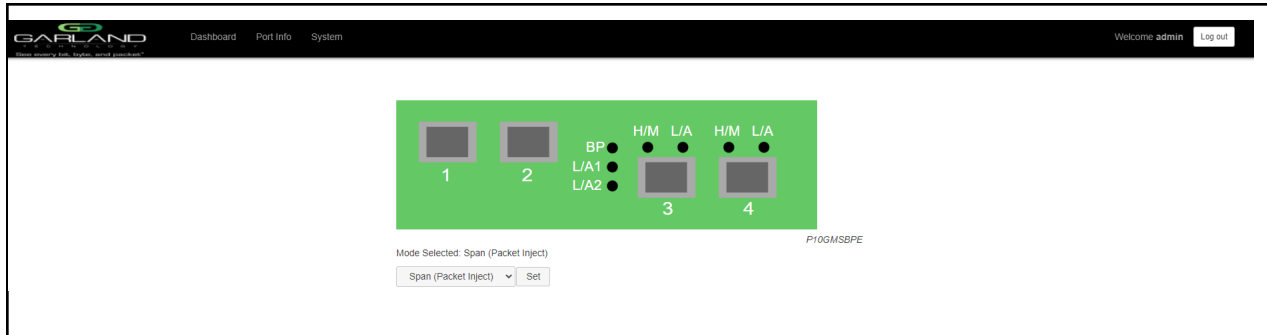 GARLAND
TECHNOLOGY
See every bit, byte, and packet®
Dashboard Port Info System
Welcome admin Log out
H/M L/A H/M L/A
BP
L/A1
L/A2
1 2
3 4
P10GMSBPE
Mode Selected: Span (Packet Inject)
Span (Packet Inject) Set